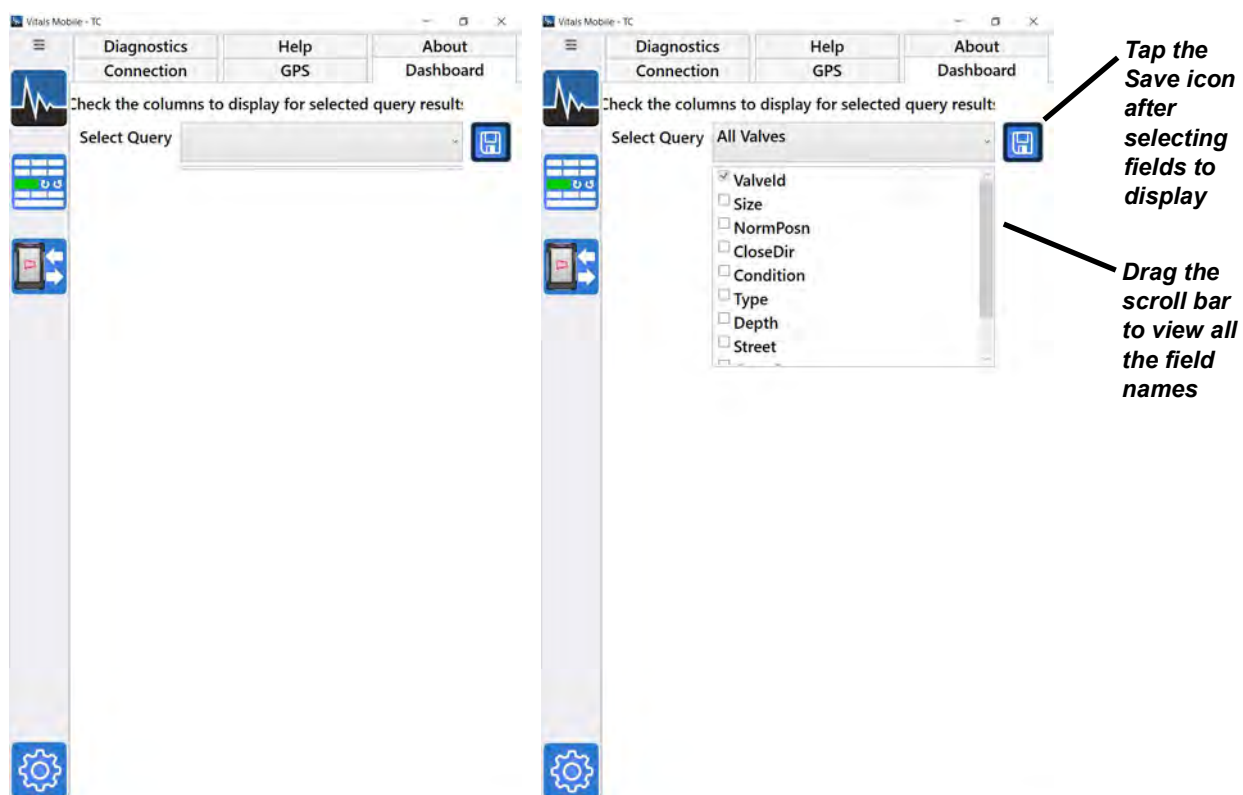 Vitals Mobile - TC
Diagnostics Help About
Connection GPS Dashboard
Check the columns to display for selected query results
Select Query
Vitals Mobile - TC
Diagnostics Help About
Connection GPS Dashboard
Check the columns to display for selected query results
Select Query All Valves
ValveId
Size
NormPosn
CloseDir
Condition
Type
Depth
Street
Tap the
Save icon
after
selecting
fields to
display
Drag the
scroll bar
to view all
the field
names